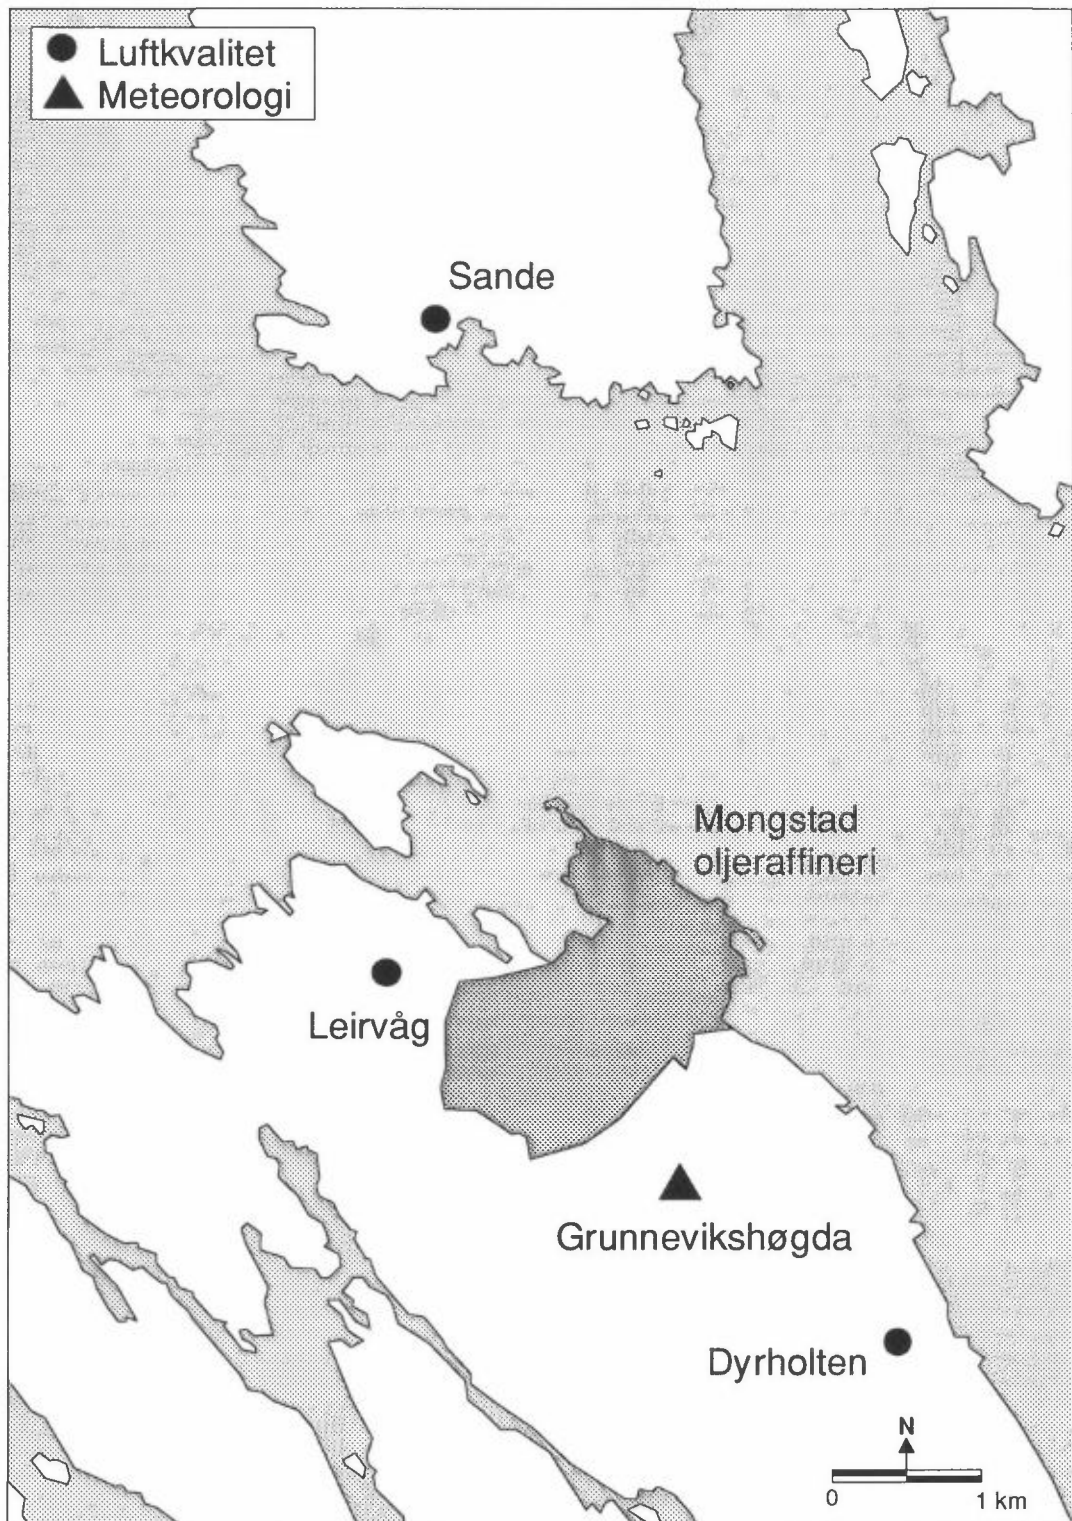 Luftkvalitet
Meteorologi
Sande
Mongstad
oljeraffineri
Leirvåg
Grunnevikshøgda
Dyrholten
N
0
1 km